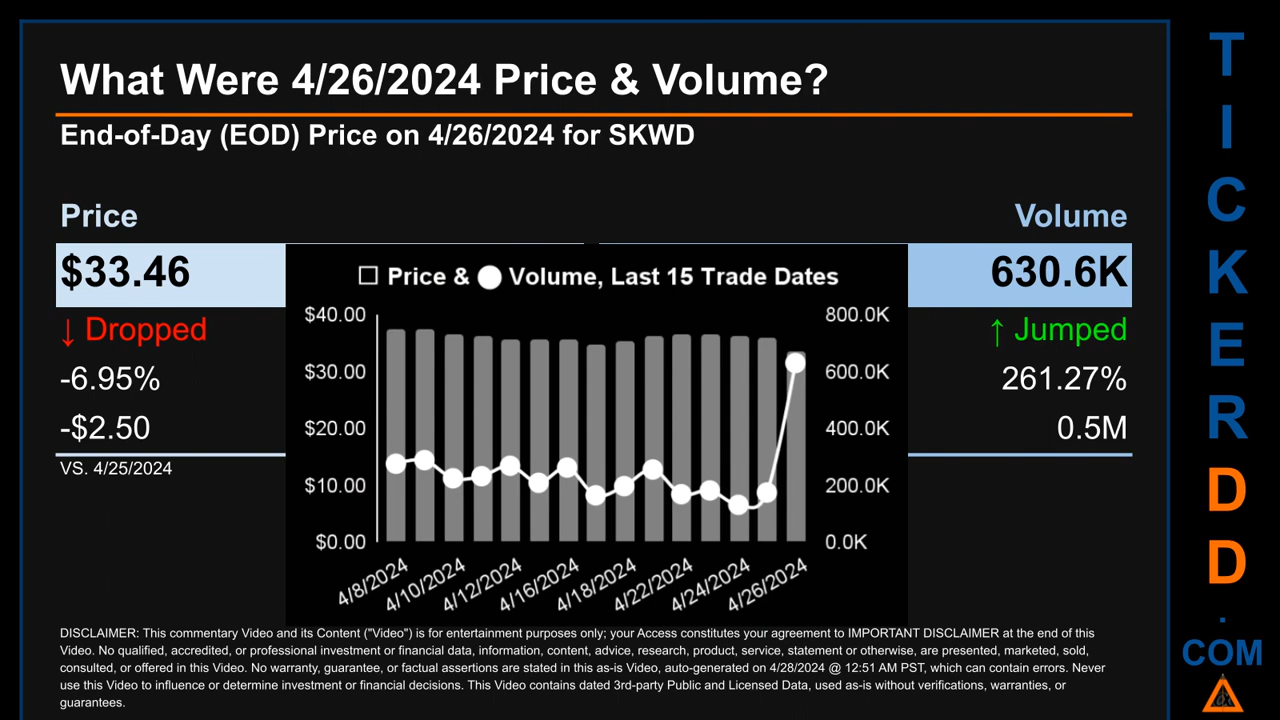 What Were 4/26/2024 Price & Volume?
End-of-Day (EOD) Price on 4/26/2024 for SKWD
Price
Volume
$33.46
630.6K
↓ Dropped
↑ Jumped
-6.95%
261.27%
-$2.50
0.5M
VS. 4/25/2024
Price & Volume, Last 15 Trade Dates
$40.00
$30.00
$20.00
$10.00
$0.00
800.0K
600.0K
400.0K
200.0K
0.0K
4/8/2024
4/10/2024
4/12/2024
4/16/2024
4/18/2024
4/22/2024
4/24/2024
4/26/2024
DISCLAIMER: This commentary Video and its Content ("Video") is for entertainment purposes only; your Access constitutes your agreement to IMPORTANT DISCLAIMER at the end of this
Video. No qualified, accredited, or professional investment or financial data, information, content, advice, research, product, service, statement or otherwise, are presented, marketed, sold,
consulted, or offered in this Video. No warranty, guarantee, or factual assertions are stated in this as-is Video, auto-generated on 4/28/2024 @ 12:51 AM PST, which can contain errors. Never
use this Video to influence or determine investment or financial decisions. This Video contains dated 3rd-party Public and Licensed Data, used as-is without verifications, warranties, or
guarantees.
T
I
C
K
E
R
D
D
.
COM